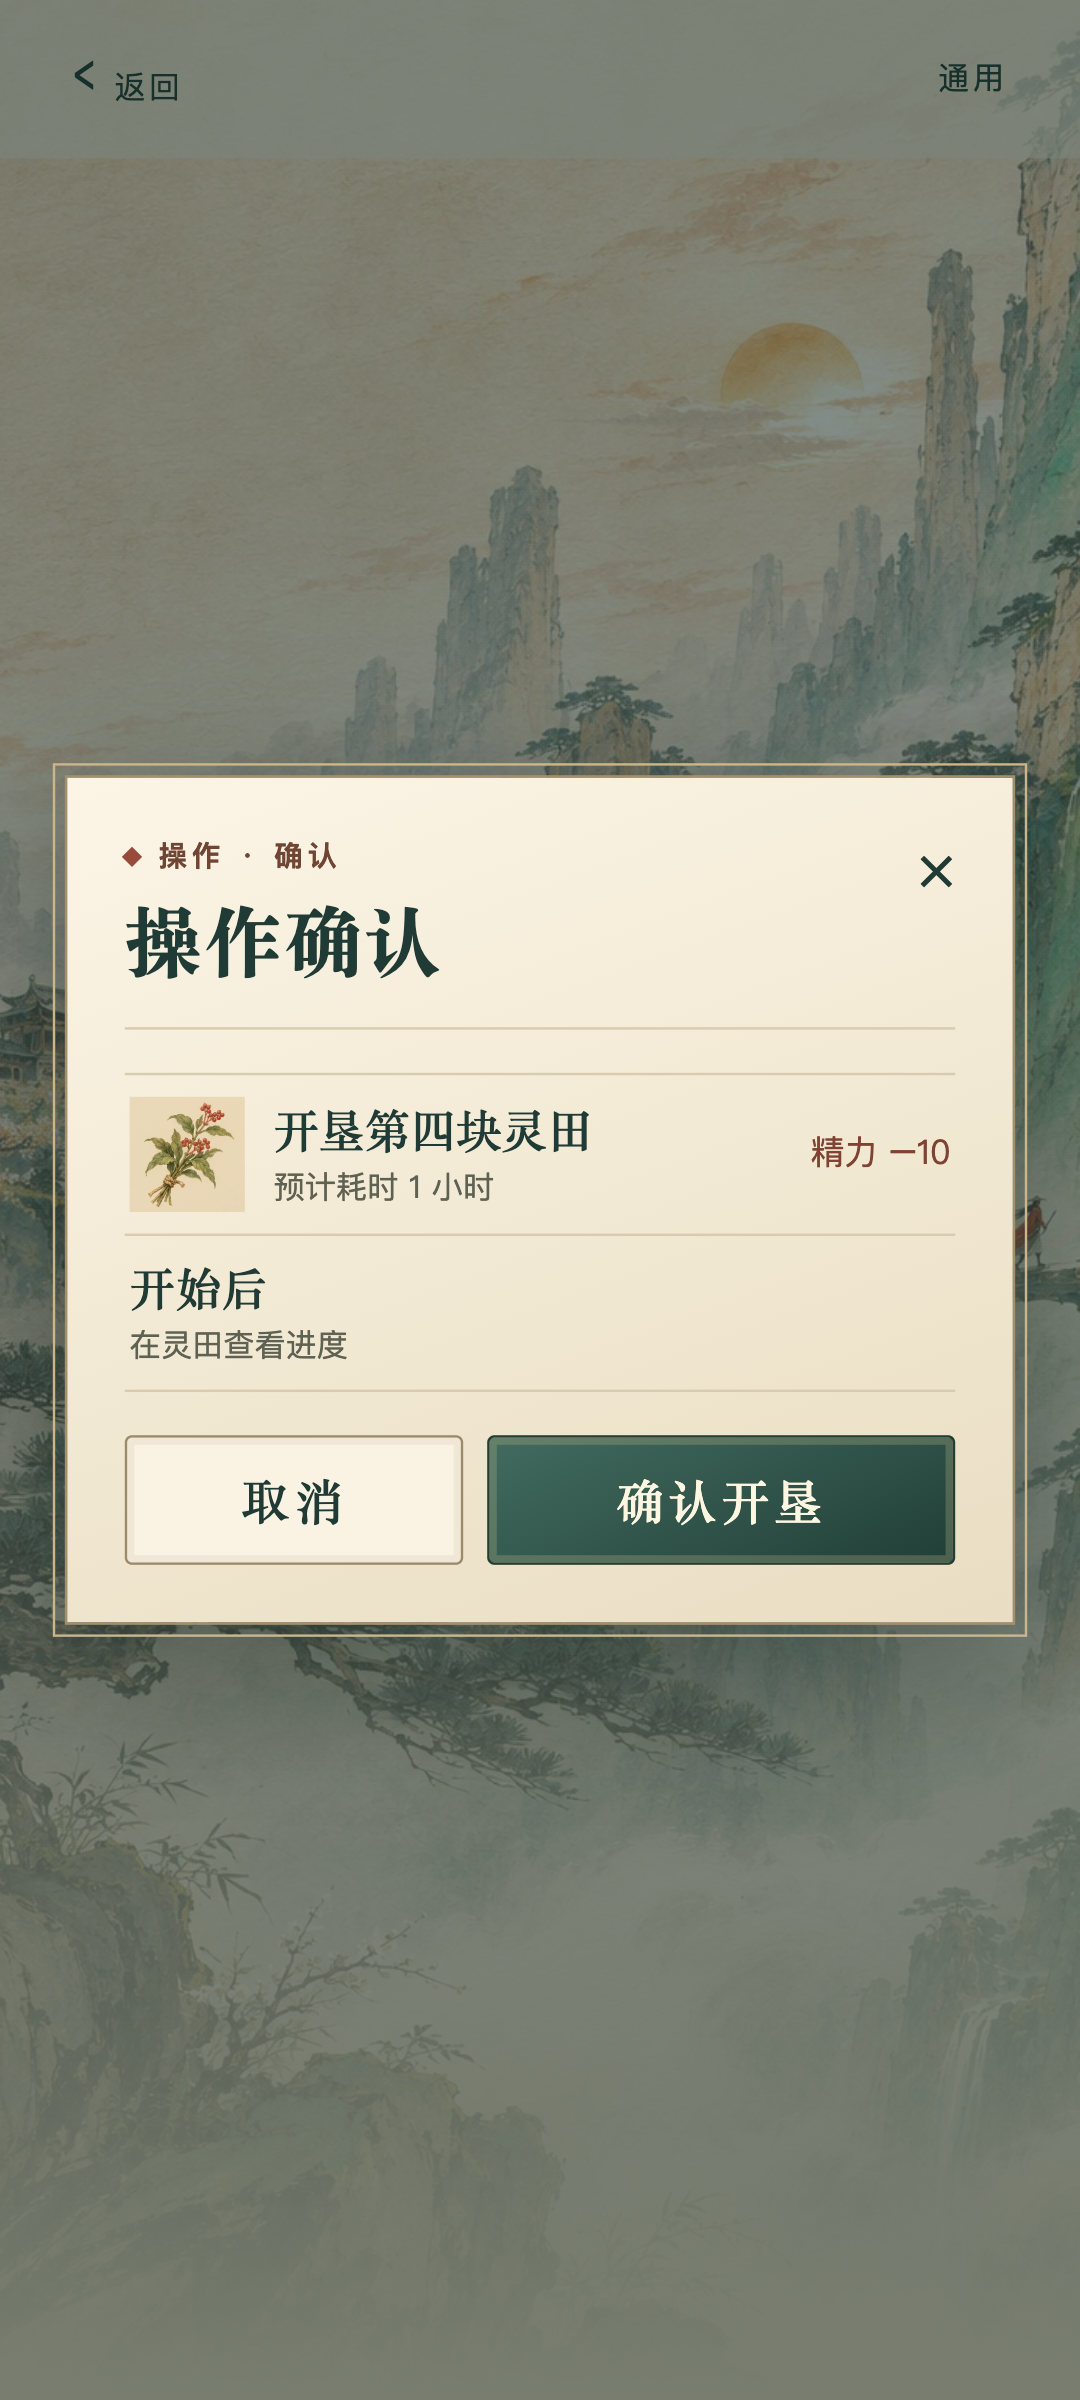 返回
通用
操作 · 确认
操作确认
开垦第四块灵田
预计耗时 1 小时
精力 −10
开始后
在灵田查看进度
取消
确认开垦